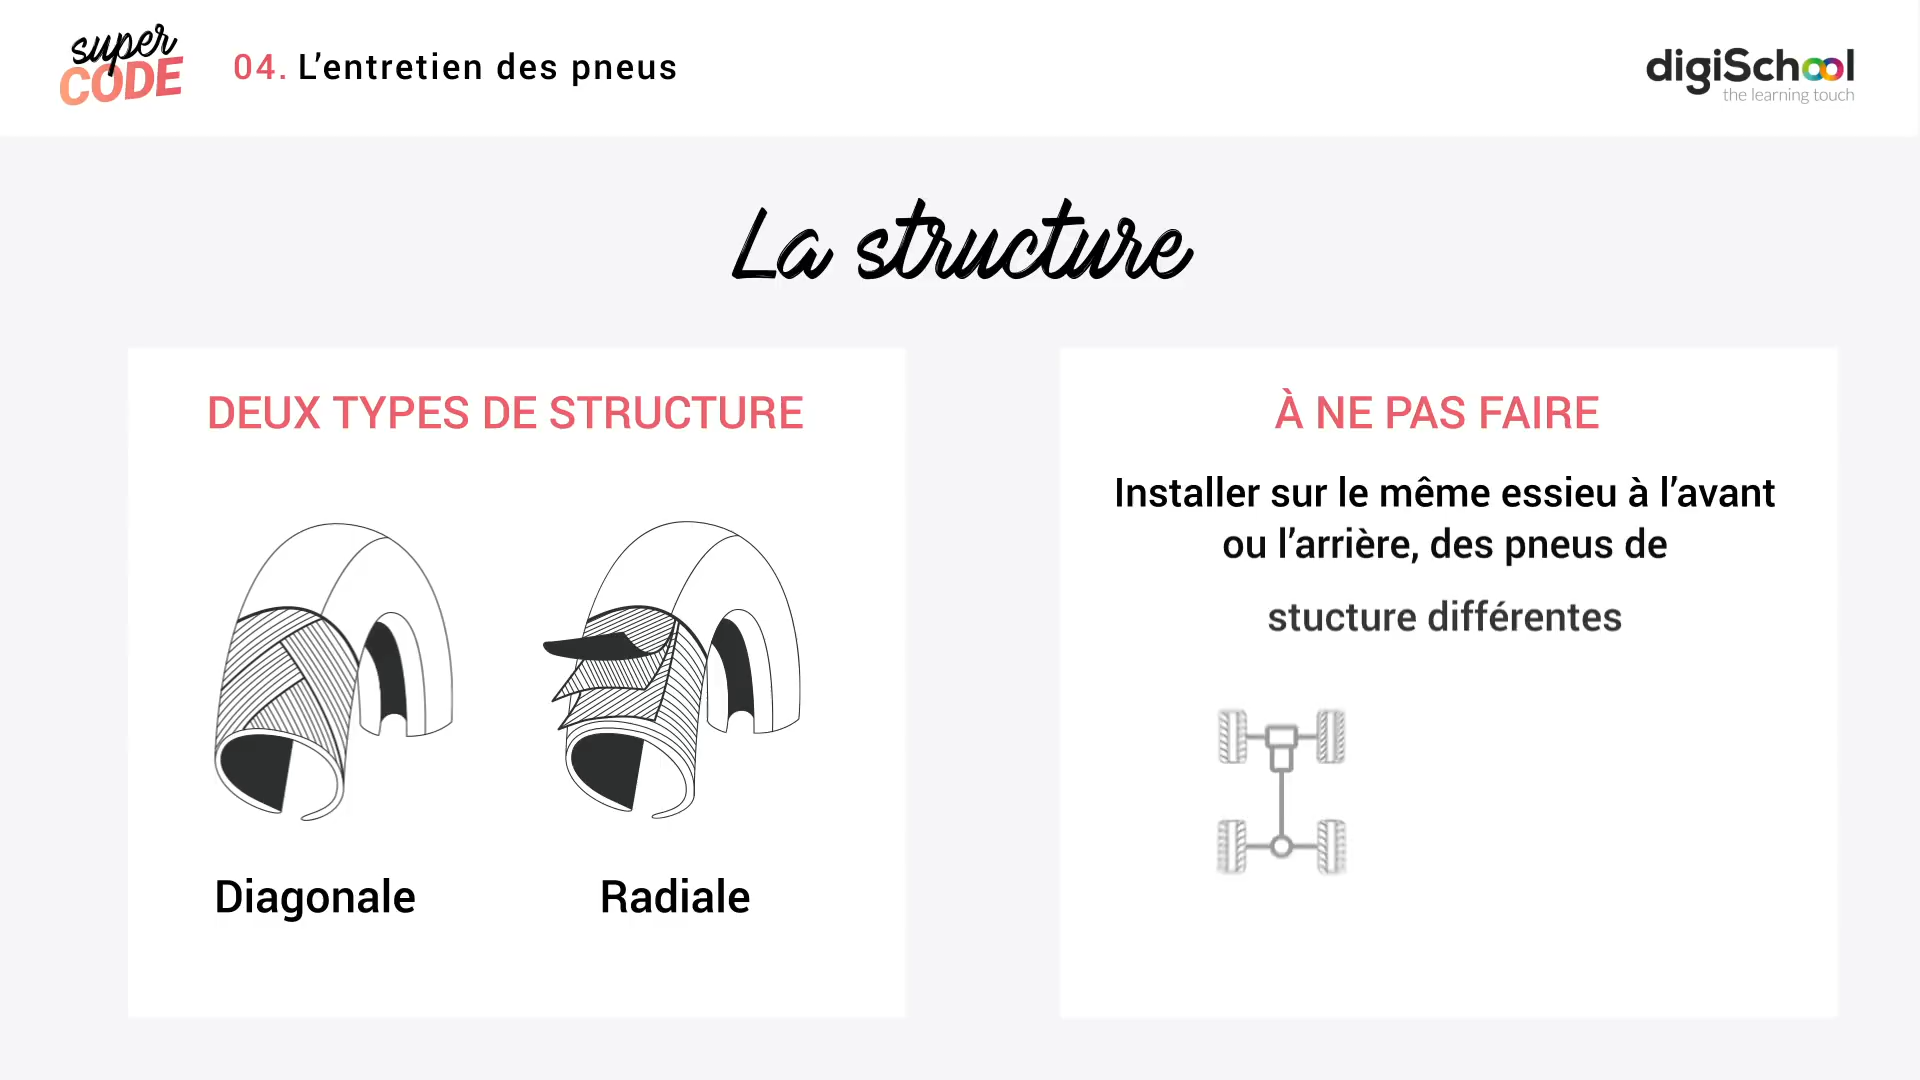 super
CODE
04. L’entretien des pneus
digiSchool
the learning touch
La structure
DEUX TYPES DE STRUCTURE
Diagonale
Radiale
À NE PAS FAIRE
Installer sur le même essieu à l’avant
ou l’arrière, des pneus de
stucture différentes